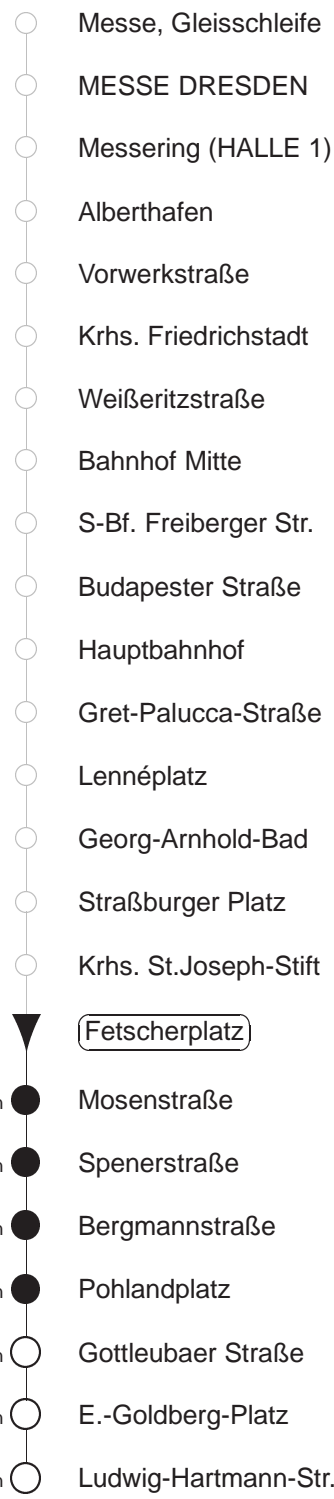 Messe, Gleisschleife
MESSE DRESDEN
Messering (HALLE 1)
Alberthafen
Vorwerkstraße
Krhs. Friedrichstadt
Weißeritzstraße
Bahnhof Mitte
S-Bf. Freiberger Str.
Budapester Straße
Hauptbahnhof
Gret-Palucca-Straße
Lennéplatz
Georg-Arnhold-Bad
Straßburger Platz
Krhs. St.Joseph-Stift
Fetscherplatz
Mosenstraße
Spenerstraße
Bergmannstraße
Pohlandplatz
Gottleubaer Straße
E.-Goldberg-Platz
Ludwig-Hartmann-Str.